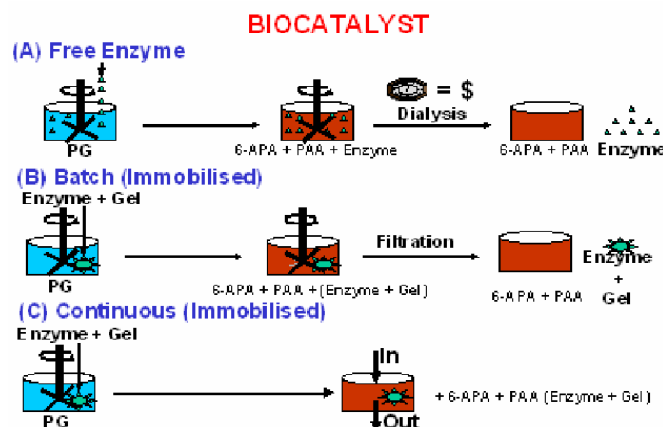 BIOCATALYST
(A) Free Enzyme
= $
Dialysis
PG
6-APA + PAA + Enzyme
6-APA + PAA
Enzyme
(B) Batch (Immobilised)
Enzyme + Gel
Filtration
PG
6-APA + PAA + (Enzyme + Gel)
6-APA + PAA
Enzyme
+
Gel
(C) Continuous (Immobilised)
Enzyme + Gel
In
PG
Out
+ 6-APA + PAA (Enzyme + Gel)